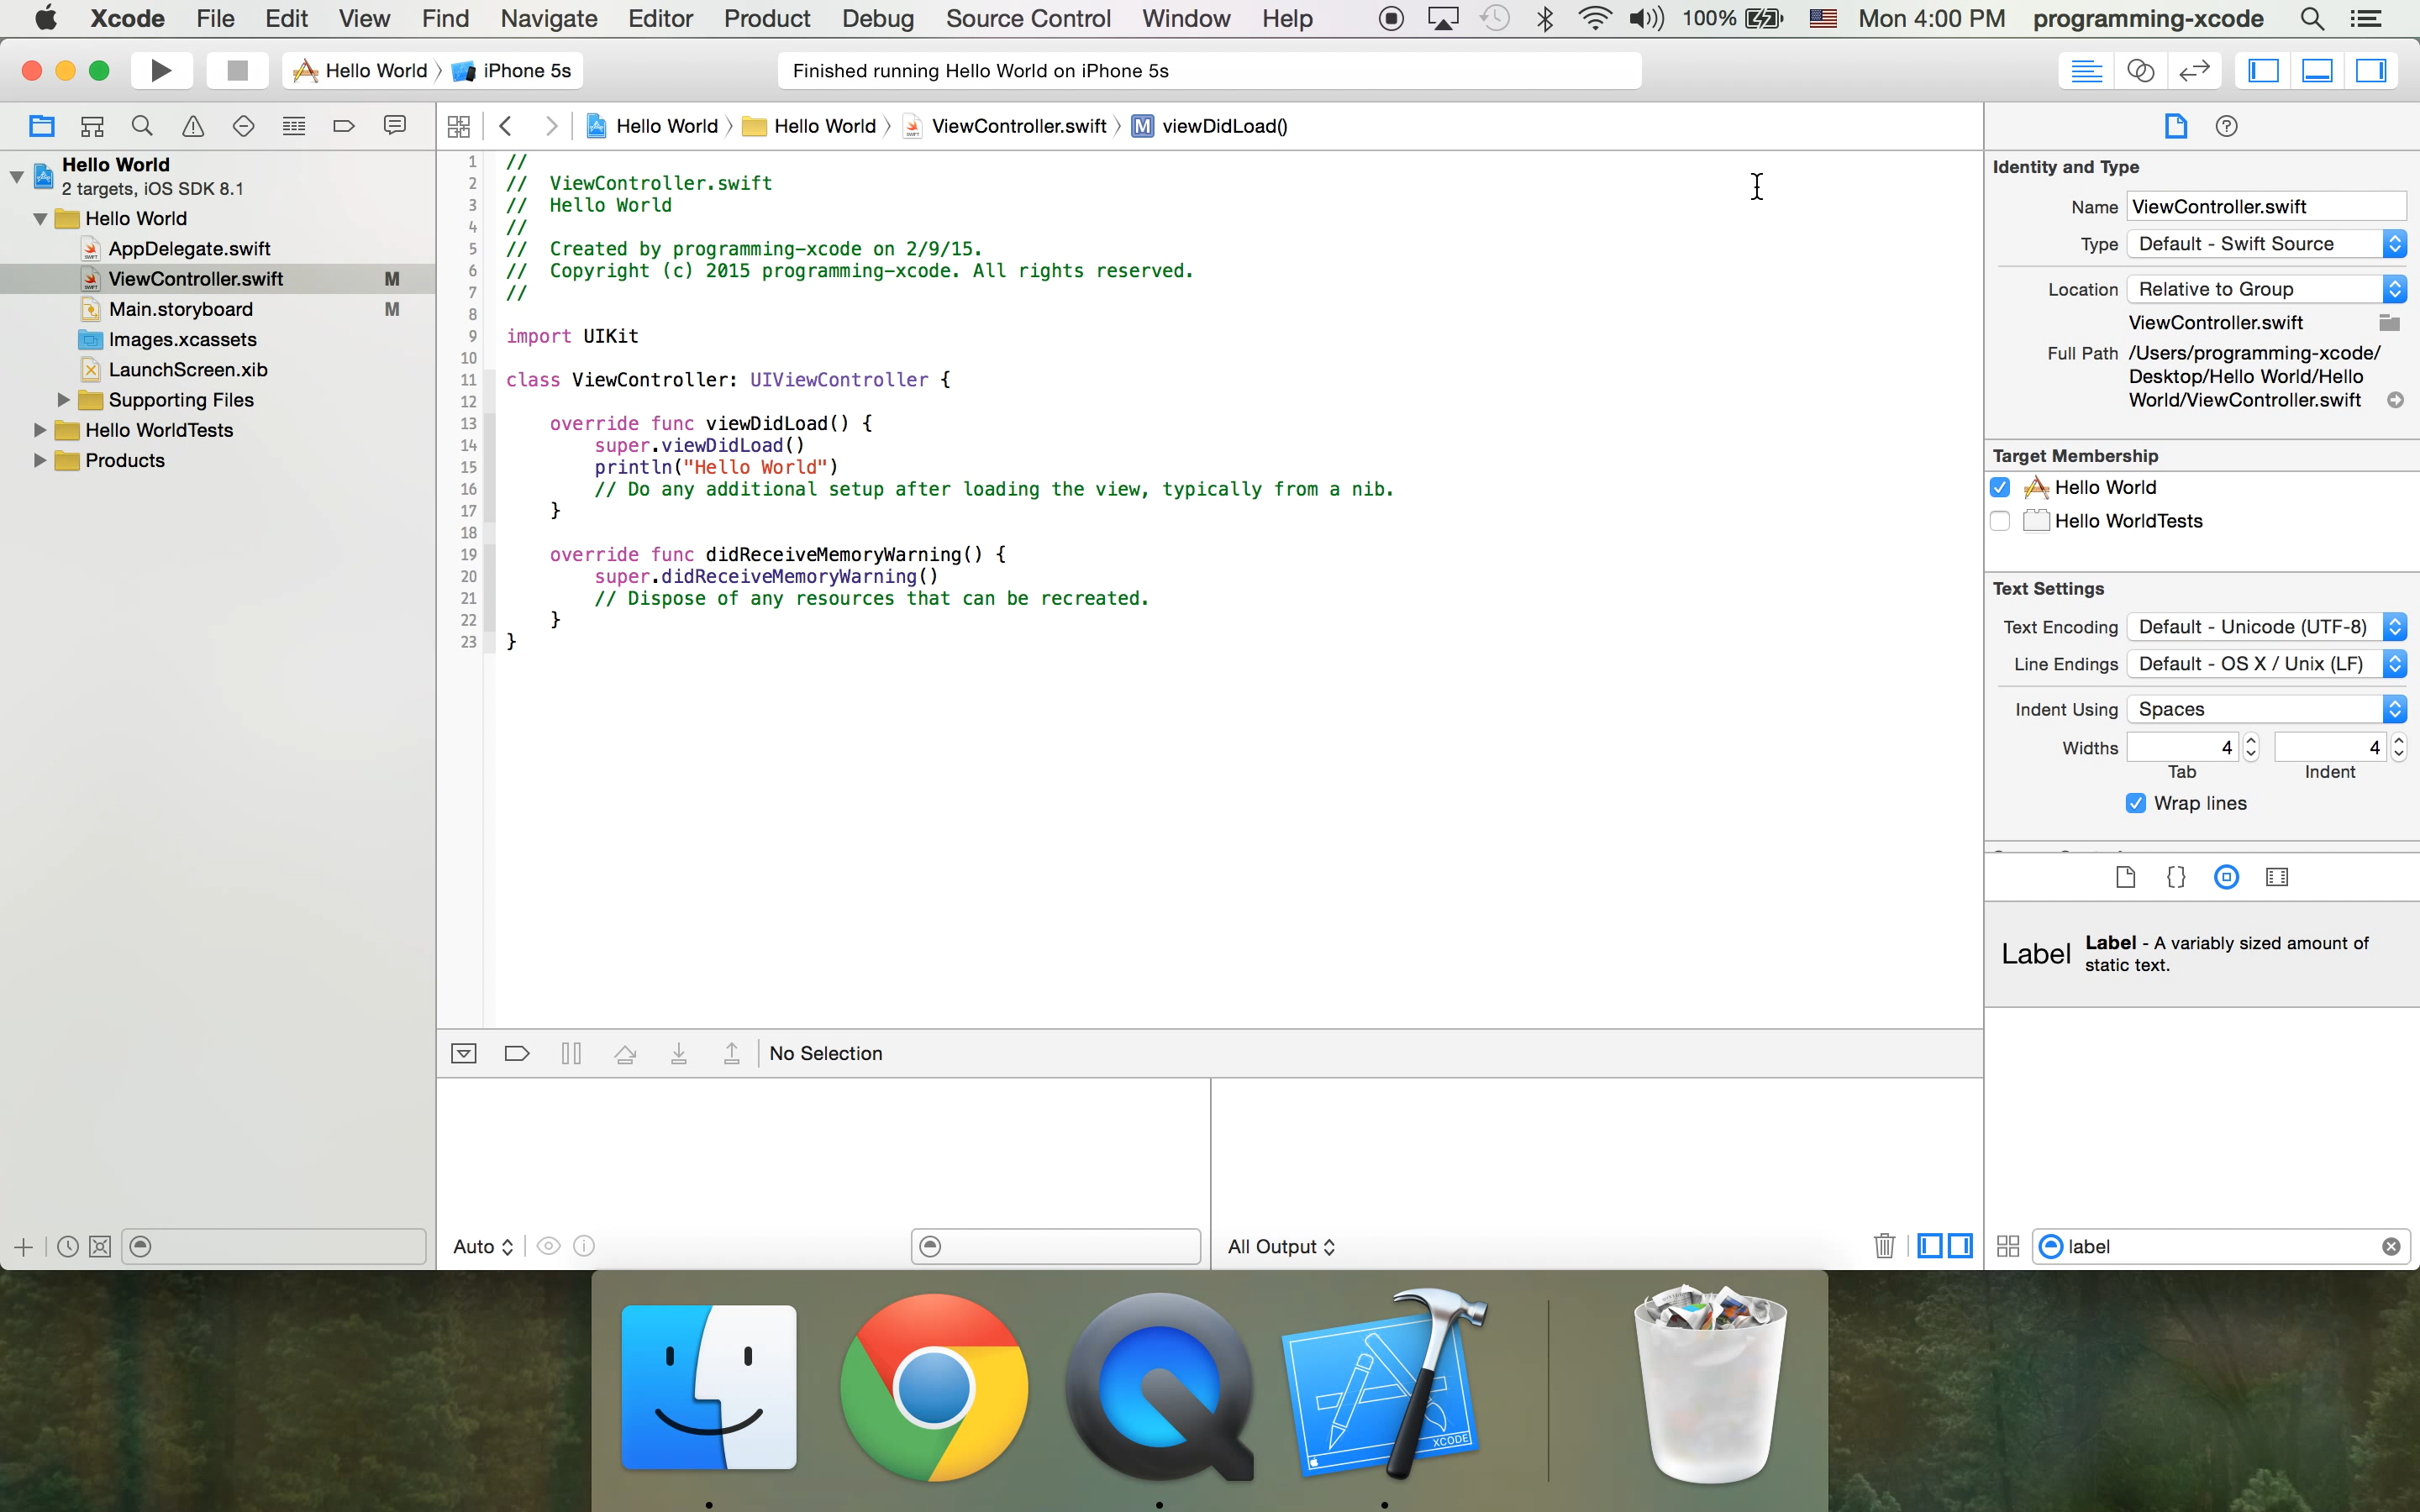 Xcode File Edit View Find Navigate Editor Product Debug Source Control Window Help 100% Mon 4:00 PM programming-xcode
Hello World iPhone 5s Finished running Hello World on iPhone 5s
Hello World Hello World ViewController.swift M viewDidLoad()
Hello World
2 targets, iOS SDK 8.1
Hello World
AppDelegate.swift
ViewController.swift M
Main.storyboard M
Images.xcassets
LaunchScreen.xib
Supporting Files
Hello WorldTests
Products
1 //
2 // ViewController.swift
3 // Hello World
4 //
5 // Created by programming-xcode on 2/9/15.
6 // Copyright (c) 2015 programming-xcode. All rights reserved.
7 //
8
9 import UIKit
10
11 class ViewController: UIViewController {
12
13 override func viewDidLoad() {
14 super.viewDidLoad()
15 println("Hello World")
16 // Do any additional setup after loading the view, typically from a nib.
17 }
18
19 override func didReceiveMemoryWarning() {
20 super.didReceiveMemoryWarning()
21 // Dispose of any resources that can be recreated.
22 }
23 }
Identity and Type
Name ViewController.swift
Type Default - Swift Source
Location Relative to Group
ViewController.swift
Full Path /Users/programming-xcode/
Desktop/Hello World/Hello
World/ViewController.swift
Target Membership
Hello World
Hello WorldTests
Text Settings
Text Encoding Default - Unicode (UTF-8)
Line Endings Default - OS X / Unix (LF)
Indent Using Spaces
Widths 4 4
Tab Indent
Wrap lines
{}
Label Label - A variably sized amount of
static text.
No Selection
Auto All Output label
XCODE